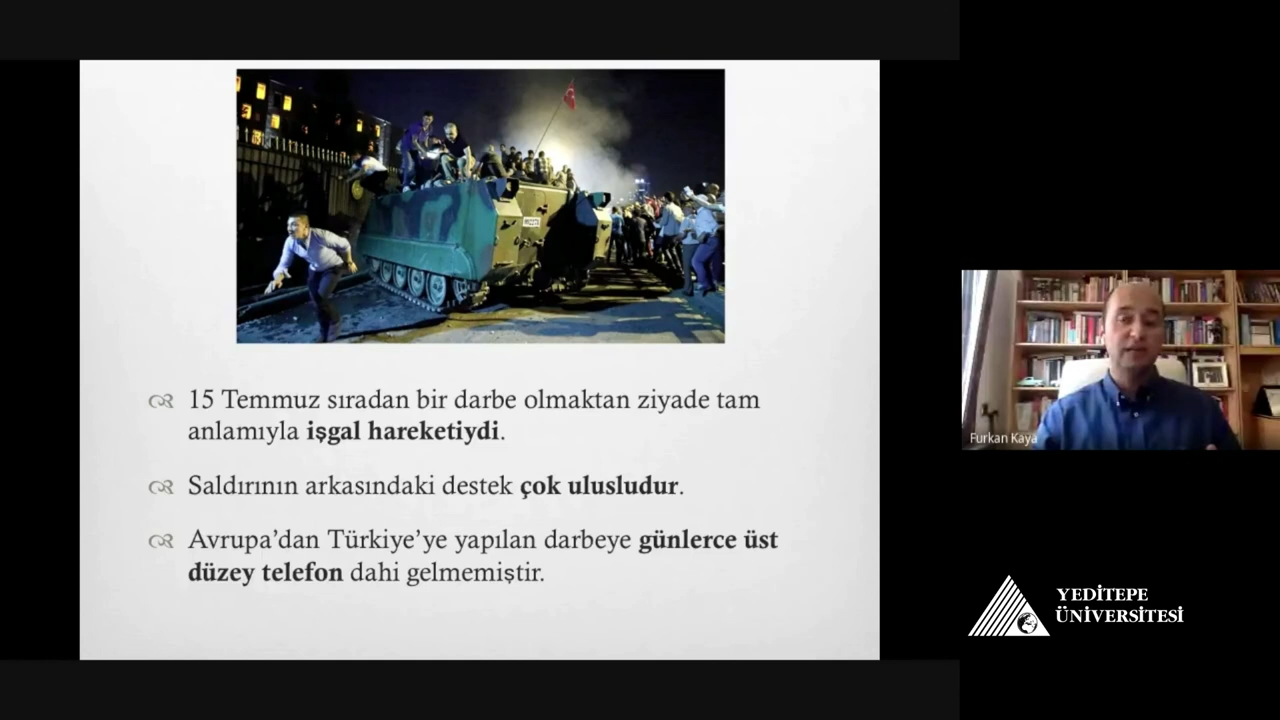 15 Temmuz sıradan bir darbe olmaktan ziyade tam
anlamıyla işgal hareketiydi.
Saldırının arkasındaki destek çok ulusludur.
Avrupa’dan Türkiye’ye yapılan darbeye günlerce üst
düzey telefon dahi gelmemiştir.
Furkan Kaya
YEDİTEPE
ÜNİVERSİTESİ